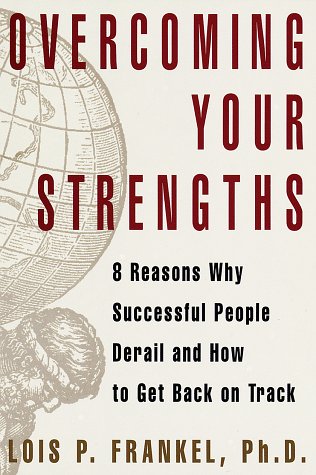 OVERCOMING
YOUR
STRENGTHS
8 Reasons Why
Successful People
Derail and How
to Get Back on Track
LOIS P. FRANKEL, Ph.D.